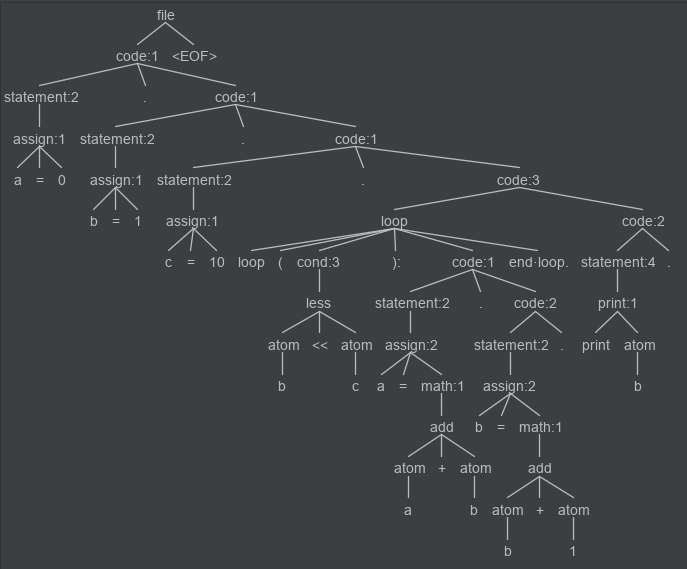 file
code:1 <EOF>
statement:2 . code:1
assign:1 statement:2 . code:1
a = 0 assign:1 statement:2 . code:3
b = 1 assign:1 loop code:2
c = 10 loop ( cond:3 ): code:1 end·loop. statement:4 .
less statement:2 . code:2 print:1
atom << atom assign:2 statement:2 . print atom
b c a = math:1 assign:2 b
add b = math:1
atom + atom add
a b atom + atom
b 1